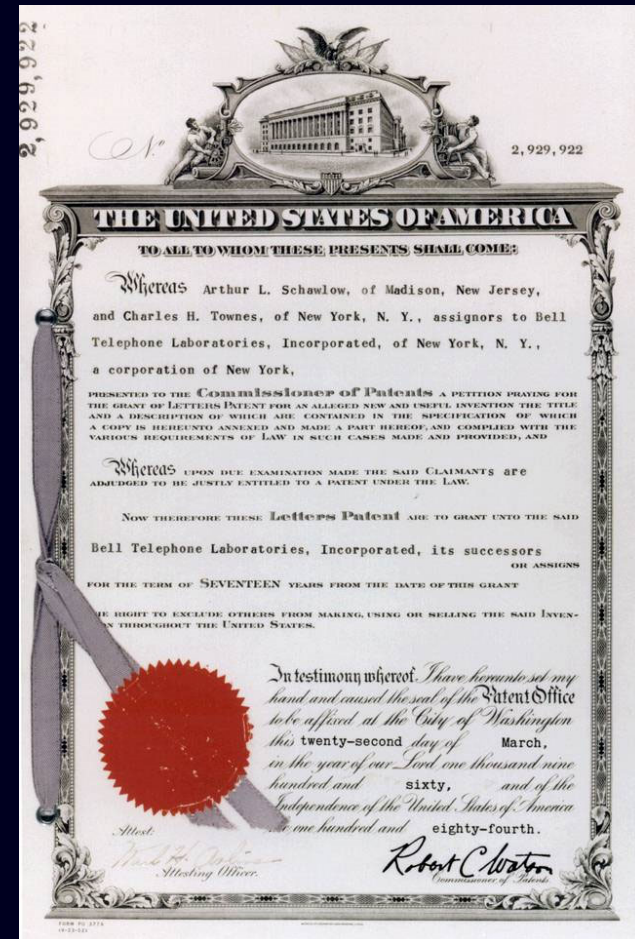 2,929,922
No
2,929,922
THE UNITED STATES OF AMERICA
TO ALL TO WHOM THESE PRESENTS SHALL COME:
Whereas Arthur L. Schawlow, of Madison, New Jersey,
and Charles H. Townes, of New York, N. Y., assignors to Bell
Telephone Laboratories, Incorporated, of New York, N. Y.,
a corporation of New York,
PRESENTED TO THE Commissioner of Patents A PETITION PRAYING FOR
THE GRANT OF LETTERS PATENT FOR AN ALLEGED NEW AND USEFUL INVENTION THE TITLE
AND A DESCRIPTION OF WHICH ARE CONTAINED IN THE SPECIFICATION OF WHICH
A COPY IS HEREUNTO ANNEXED AND MADE A PART HEREOF, AND COMPLIED WITH THE
VARIOUS REQUIREMENTS OF LAW IN SUCH CASES MADE AND PROVIDED, AND
Whereas UPON DUE EXAMINATION MADE THE SAID CLAIMANTS are
ADJUDGED TO BE JUSTLY ENTITLED TO A PATENT UNDER THE LAW.
NOW THEREFORE THESE Letters Patent ARE TO GRANT UNTO THE SAID
Bell Telephone Laboratories, Incorporated, its successors
OR ASSIGNS
FOR THE TERM OF SEVENTEEN YEARS FROM THE DATE OF THIS GRANT
HE RIGHT TO EXCLUDE OTHERS FROM MAKING, USING OR SELLING THE SAID INVEN-
ON THROUGHOUT THE UNITED STATES.
In testimony whereof I have hereunto set my
hand and caused the seal of the Patent Office
to be affixed at the City of Washington
this twenty-second day of March,
in the year of our Lord one thousand nine
hundred and sixty, and of the
Independence of the United States of America
the one hundred and eighty-fourth.
Attest:
Attesting Officer.
Robert C Watson
Commissioner of Patents.